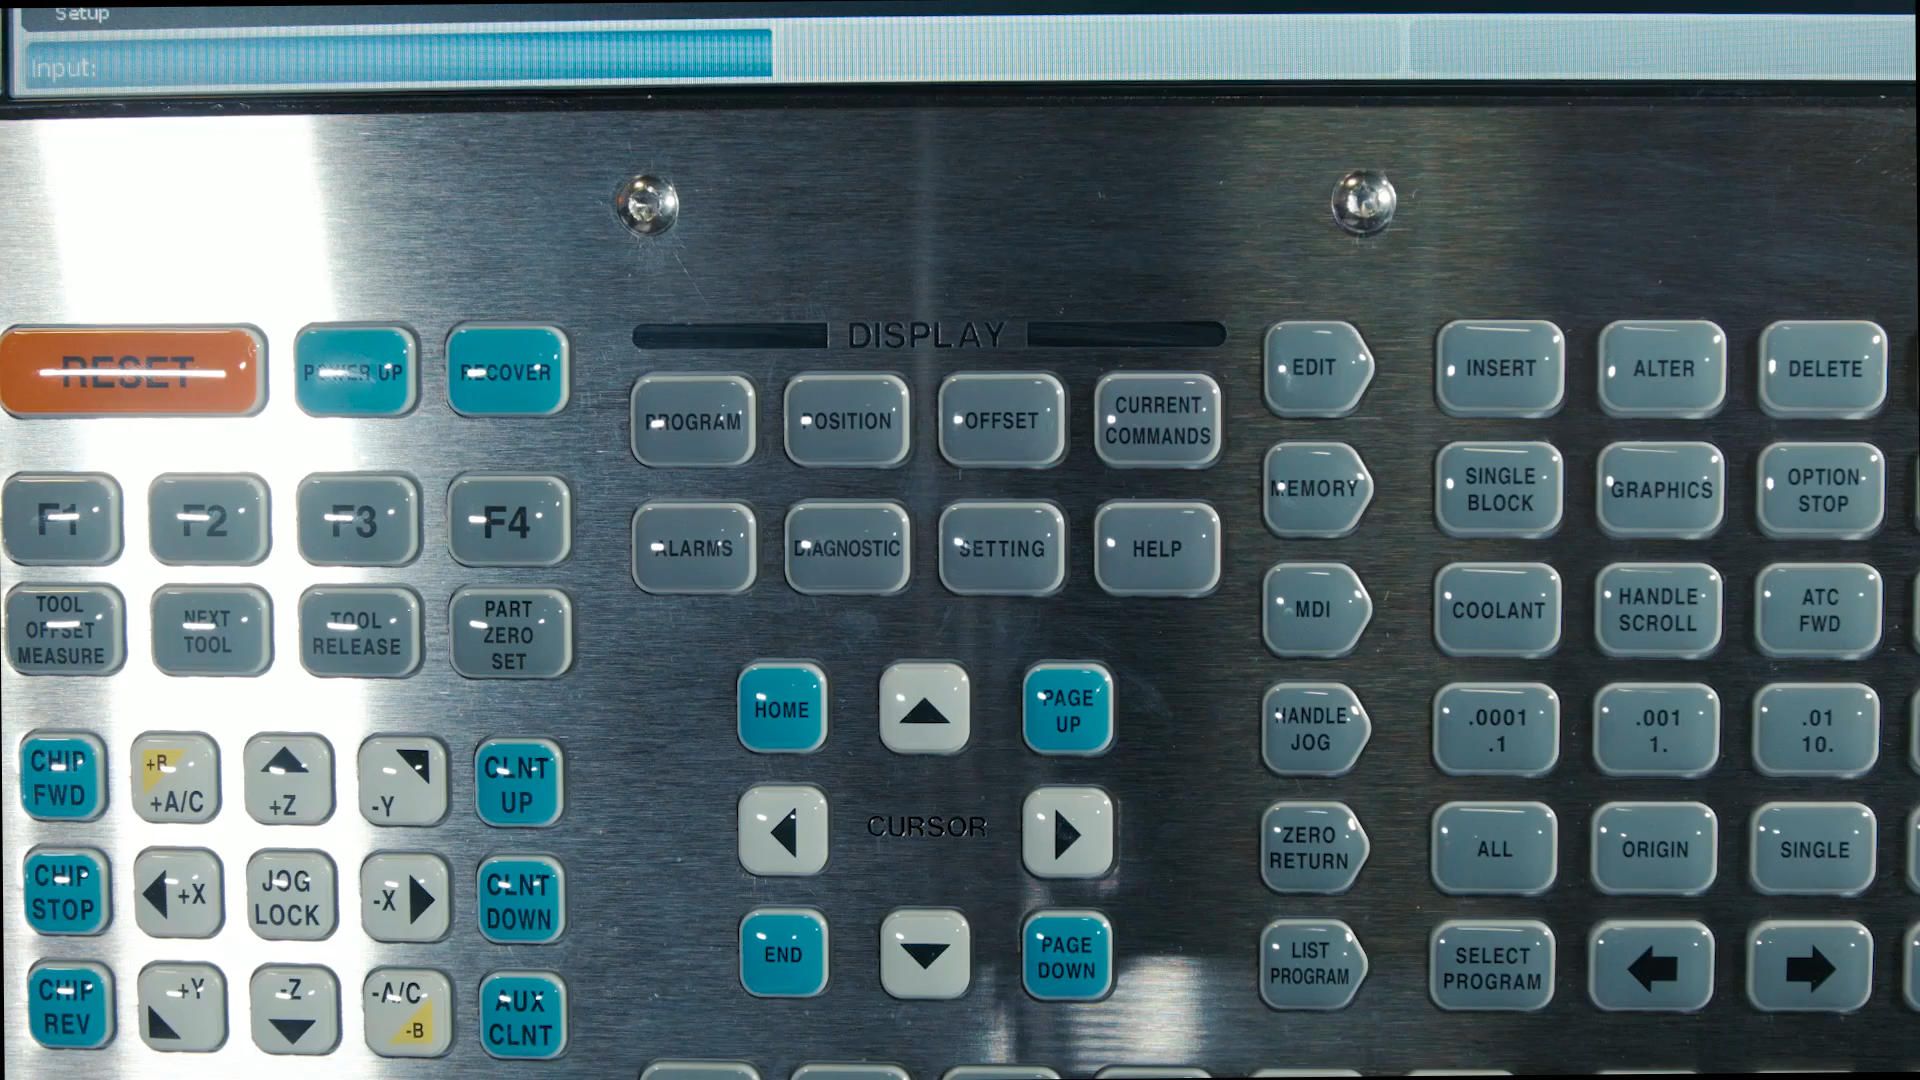 Setup
Input:
DISPLAY
RESET
POWER UP
RECOVER
PROGRAM
POSITION
OFFSET
CURRENT
COMMANDS
EDIT
INSERT
ALTER
DELETE
F1
F2
F3
F4
ALARMS
DIAGNOSTIC
SETTING
HELP
MEMORY
SINGLE
BLOCK
GRAPHICS
OPTION
STOP
TOOL
OFFSET
MEASURE
NEXT
TOOL
TOOL
RELEASE
PART
ZERO
SET
MDI
COOLANT
HANDLE
SCROLL
ATC
FWD
HOME
PAGE
UP
HANDLE
JOG
.0001
.1
.001
1.
.01
10.
CHIP
FWD
+B
+A/C
+Z
-Y
CLNT
UP
CURSOR
ZERO
RETURN
ALL
ORIGIN
SINGLE
CHIP
STOP
+X
JOG
LOCK
-X
CLNT
DOWN
END
PAGE
DOWN
LIST
PROGRAM
SELECT
PROGRAM
CHIP
REV
+Y
-Z
-A/C
-B
AUX
CLNT